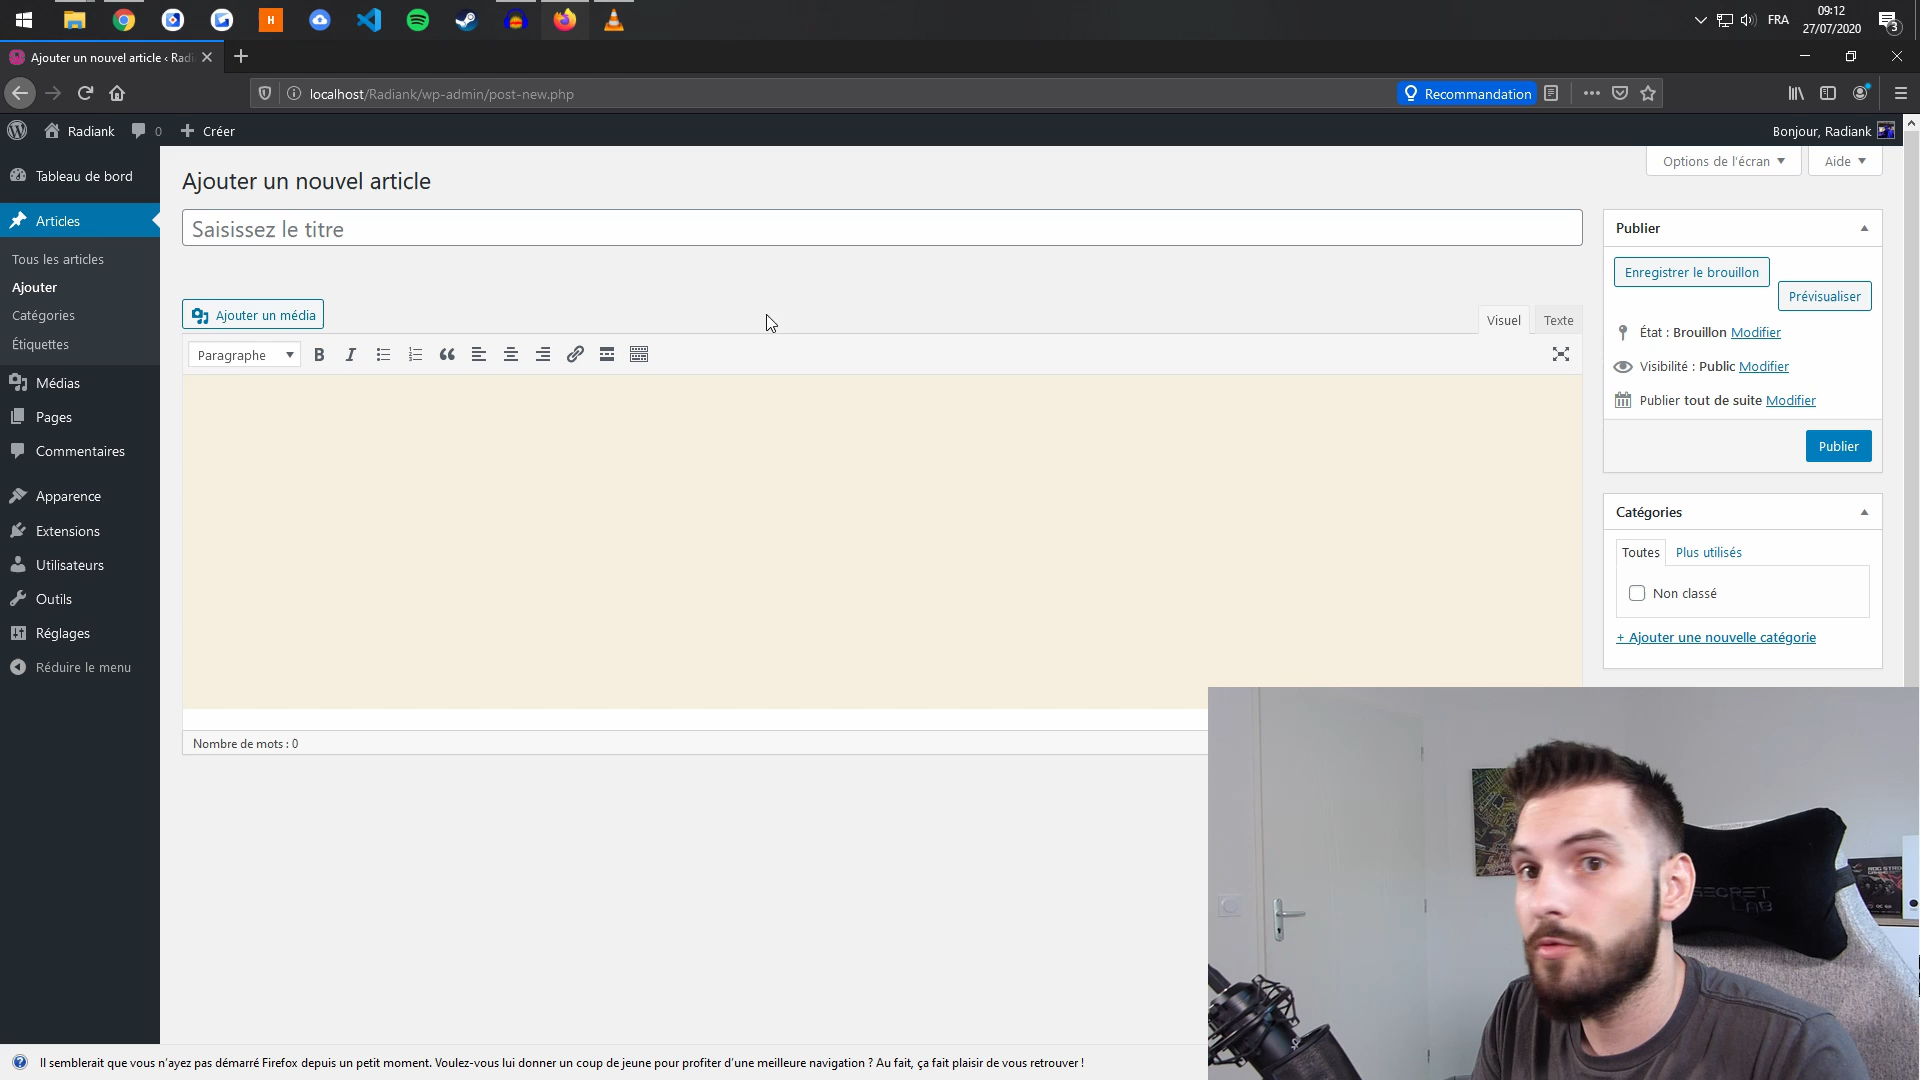 H
FRA
09:12
27/07/2020
3
Ajouter un nouvel article ‹ Radi
localhost/Radiank/wp-admin/post-new.php
Recommandation
Radiank
0
Créer
Bonjour, Radiank
Options de l'écran
Aide
Tableau de bord
Articles
Tous les articles
Ajouter
Catégories
Étiquettes
Médias
Pages
Commentaires
Apparence
Extensions
Utilisateurs
Outils
Réglages
Réduire le menu
Ajouter un nouvel article
Saisissez le titre
Ajouter un média
Visuel
Texte
Paragraphe
B
I
Nombre de mots : 0
Publier
Enregistrer le brouillon
Prévisualiser
État : Brouillon Modifier
Visibilité : Public Modifier
Publier tout de suite Modifier
Publier
Catégories
Toutes
Plus utilisés
Non classé
+ Ajouter une nouvelle catégorie
SECRET
LAB
Il semblerait que vous n'ayez pas démarré Firefox depuis un petit moment. Voulez-vous lui donner un coup de jeune pour profiter d'une meilleure navigation ? Au fait, ça fait plaisir de vous retrouver !